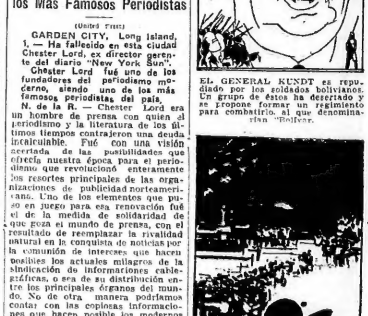 los Más Famosos Periodistas
(United Press)
GARDEN CITY, Long Island,
1. — Ha fallecido en esta ciudad
Chester Lord, ex director geren-
te del diario "New York Sun".
Chester Lord fué uno de los
fundadores del periodismo mo-
derno, siendo uno de los más
famosos periodistas del país.
N. de la R. — Chester Lord era
un hombre de prensa con quien el
periodismo y la literatura de los úl-
timos tiempos contrajeron una deuda
incalculable. Fué con una visión
acertada de las posibilidades que
ofrecía nuestra época para el perio-
dismo que revolucionó enteramente
los resortes principales de las orga-
nizaciones de publicidad norteameri-
cana. Uno de los elementos que pu-
so en juego para esa renovación fué
el de la medida de solidaridad de
que goza el mundo de prensa, con el
resultado de reemplazar la rivalidad
natural en la conquista de noticias por
la comunión de intereses que hacen
posibles los actuales milagros de la
sindicación de informaciones cable-
gráficas, o sea de su distribución en-
tre los principales órganos del mun-
do. No de otra manera podríamos
contar con las copiosas informacio-
nes que hacen posible los modernos
EL GENERAL KUNDT es repu-
diado por los soldados bolivianos.
Un grupo de éstos ha desertado y
se propone formar un regimiento
para combatirlo, al que denomina-
rían "Bolívar.